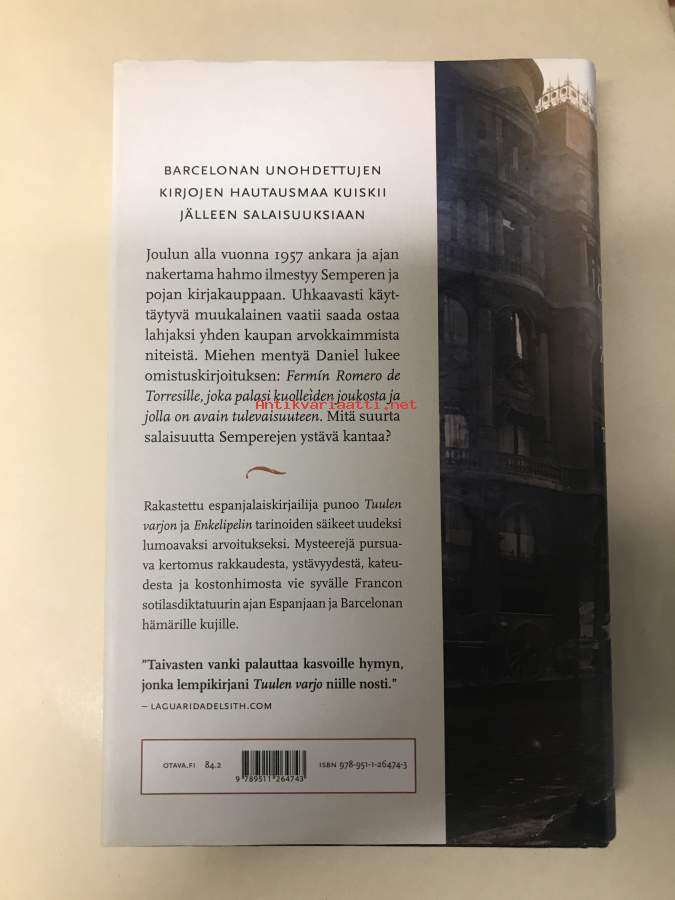 BARCELONAN UNOHDETTUJEN
KIRJOJEN HAUTAUSMAA KUISKII
JÄLLEEN SALAISUUKSIAAN
Joulun alla vuonna 1957 ankara ja ajan
nakertama hahmo ilmestyy Semperen ja
pojan kirjakauppaan. Uhkaavasti käyt-
täytyvä muukalainen vaatii saada ostaa
lahjaksi yhden kaupan arvokkaimmista
niteistä. Miehen mentyä Daniel lukee
omistuskirjoituksen: Fermín Romero de
Torresille, joka palasi kuolleiden joukosta ja
Antikvariaatti.net
jolla on avain tulevaisuuteen. Mitä suurta
salaisuutta Semperejen ystävä kantaa?
Rakastettu espanjalaiskirjailija punoo Tuulen
varjon ja Enkelipelin tarinoiden säikeet uudeksi
lumoavaksi arvoitukseksi. Mysteerejä pursua-
va kertomus rakkaudesta, ystävyydestä, kateu-
desta ja kostonhimosta vie syvälle Francon
sotilasdiktatuurin ajan Espanjaan ja Barcelonan
hämärille kujille.
"Taivasten vanki palauttaa kasvoille hymyn,
jonka lempikirjani Tuulen varjo niille nosti."
– LAGUARIDADELSITH.COM
OTAVA.FI 84.2 ISBN 978-951-1-26474-3
9 789511 264743